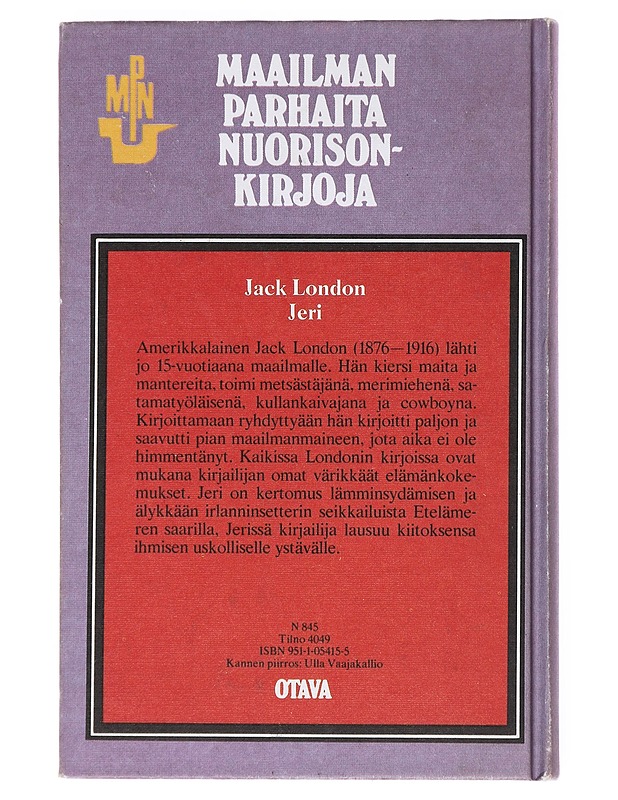 MPN
MAAILMAN
PARHAITA
NUORISON-
KIRJOJA
Jack London
Jeri
Amerikkalainen Jack London (1876—1916) lähti
jo 15-vuotiaana maailmalle. Hän kiersi maita ja
mantereita, toimi metsästäjänä, merimiehenä, sa-
tamatyöläisenä, kullankaivajana ja cowboyna.
Kirjoittamaan ryhdyttyään hän kirjoitti paljon ja
saavutti pian maailmanmaineen, jota aika ei ole
himmentänyt. Kaikissa Londonin kirjoissa ovat
mukana kirjailijan omat värikkäät elämänkoke-
mukset. Jeri on kertomus lämminsydämisen ja
älykkään irlanninsetterin seikkailuista Eteläme-
ren saarilla, Jerissä kirjailija lausuu kiitoksensa
ihmisen uskolliselle ystävälle.
N 845
Tilno 4049
ISBN 951-1-05415-5
Kannen piirros: Ulla Vaajakallio
OTAVA